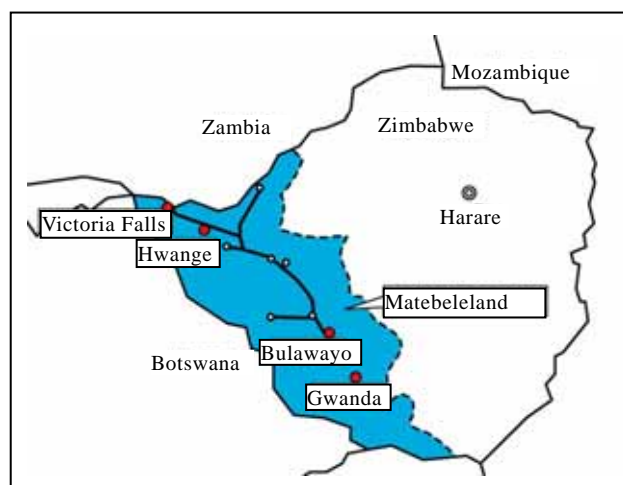 Mozambique
Zambia
Zimbabwe
Harare
Victoria Falls
Hwange
Matebeleland
Botswana
Bulawayo
Gwanda